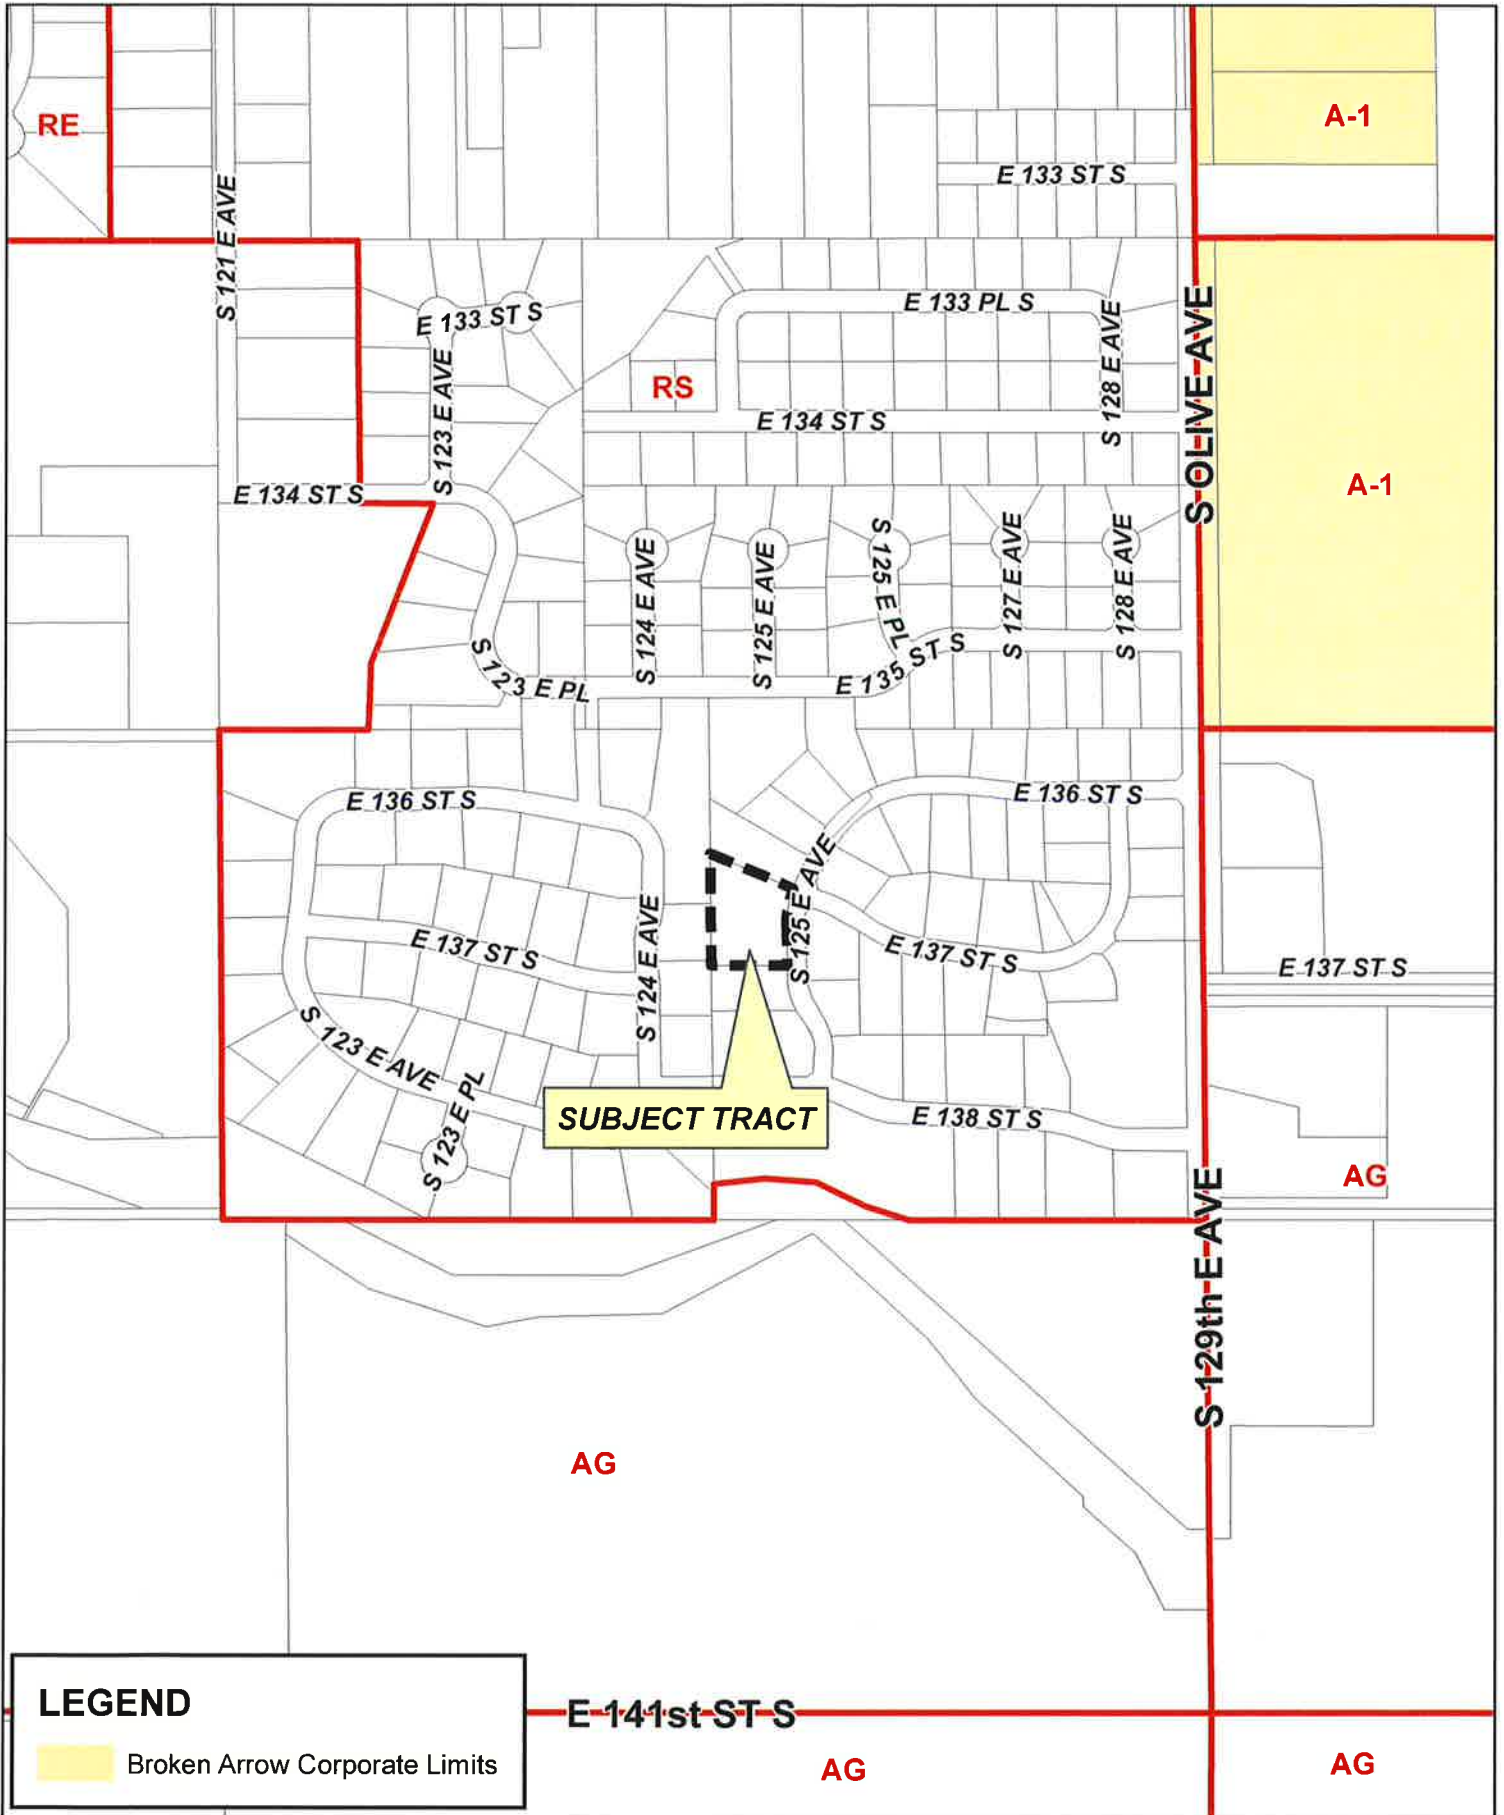 RE
A-1
E 133 ST S
S 121 E AVE
E 133 ST S
E 133 PL S
S 123 E AVE
RS
S 128 E AVE
S OLIVE AVE
E 134 ST S
E 134 ST S
A-1
S 124 E AVE
S 125 E AVE
S 125 E PL
S 127 E AVE
S 128 E AVE
S 123 E PL
E 135 ST S
E 136 ST S
E 136 ST S
S 125 E AVE
E 137 ST S
S 124 E AVE
E 137 ST S
E 137 ST S
S 123 E AVE
S 123 E PL
SUBJECT TRACT
E 138 ST S
AG
S 129th E AVE
AG
LEGEND
Broken Arrow Corporate Limits
E 141st ST S
AG
AG